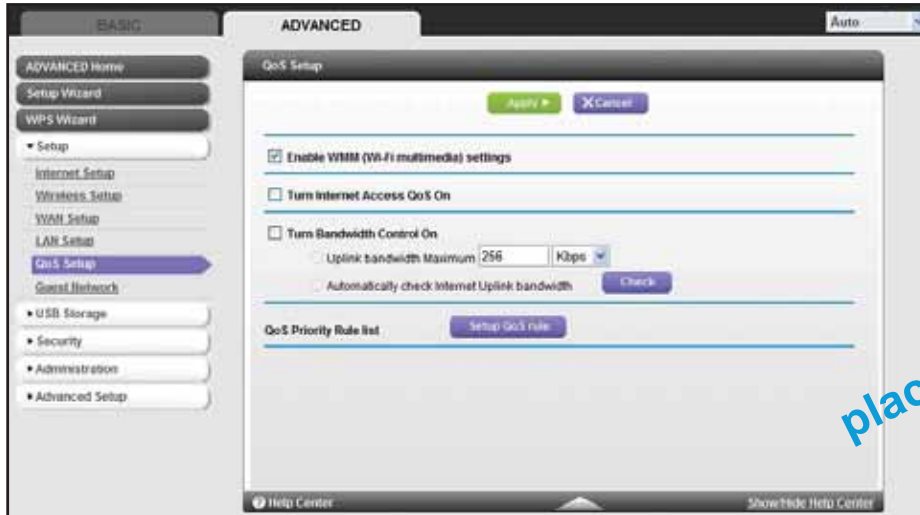 BASIC
ADVANCED
Auto
ADVANCED Home
Setup Wizard
WPS Wizard
Setup
Internet Setup
Wireless Setup
WAN Setup
LAN Setup
QoS Setup
Guest Network
USB Storage
Security
Administration
Advanced Setup
QoS Setup
Apply
X Cancel
Enable WMM (Wi-Fi multimedia) settings
Turn Internet Access QoS On
Turn Bandwidth Control On
Uplink bandwidth Maximum 256 Kbps
Automatically check Internet Uplink bandwidth Check
QoS Priority Rule list Setup QoS rule
plac
Help Center
Show/Hide Help Center